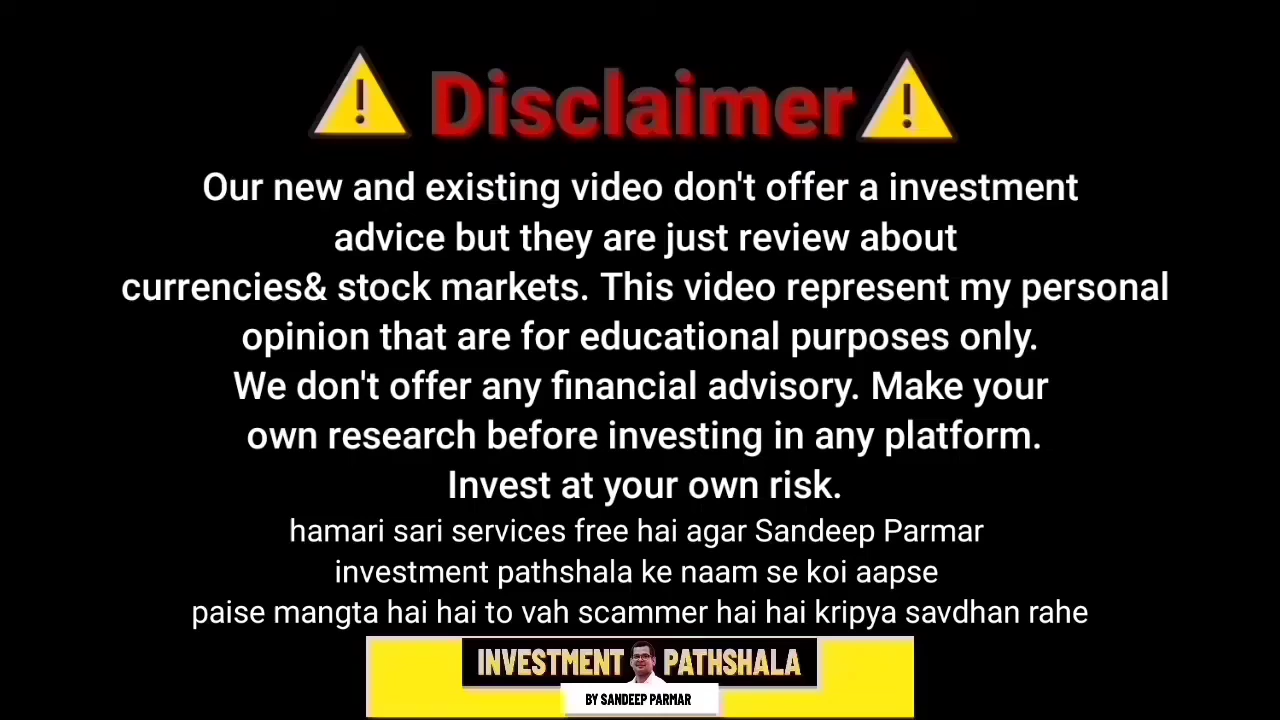 Disclaimer
Our new and existing video don't offer a investment
advice but they are just review about
currencies& stock markets. This video represent my personal
opinion that are for educational purposes only.
We don't offer any financial advisory. Make your
own research before investing in any platform.
Invest at your own risk.
hamari sari services free hai agar Sandeep Parmar
investment pathshala ke naam se koi aapse
paise mangta hai hai to vah scammer hai hai kripya savdhan rahe
INVESTMENT PATHSHALA
BY SANDEEP PARMAR